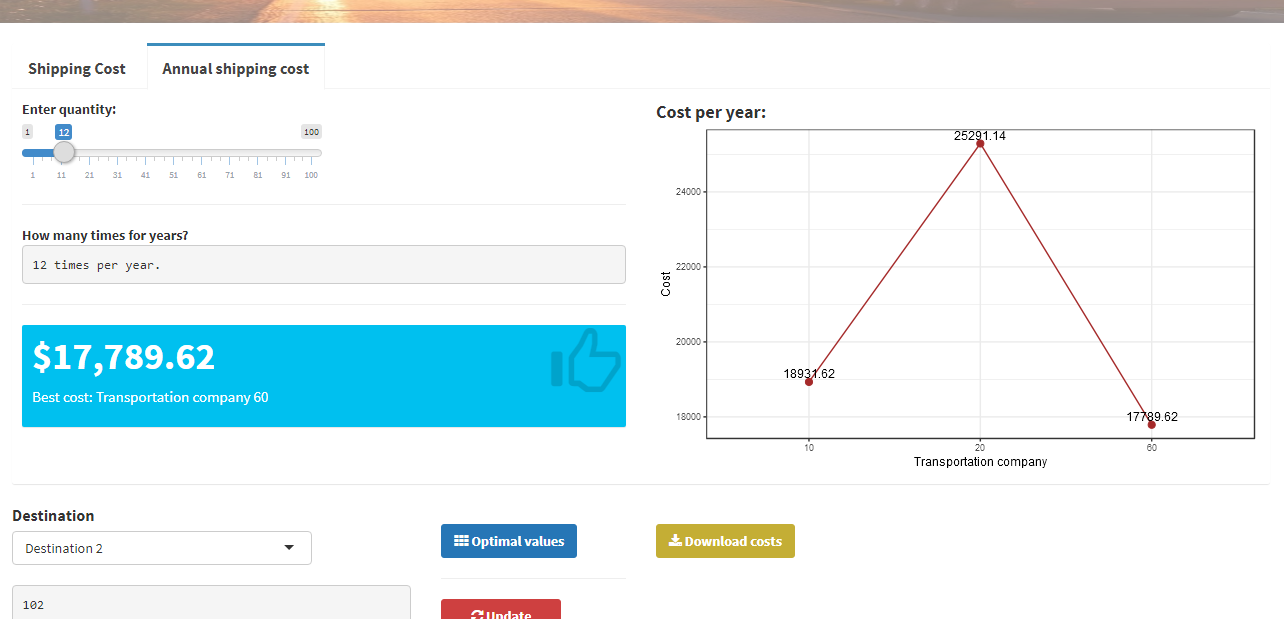 Shipping Cost
Annual shipping cost
Enter quantity:
1 12 100
1 11 21 31 41 51 61 71 81 91 100
How many times for years?
12 times per year.
$17,789.62
Best cost: Transportation company 60
Cost per year:
25291.14
24000
22000
Cost
20000
18931.62
18000
17789.62
10 20 60
Transportation company
Destination
Destination 2
102
Optimal values
Update
Download costs